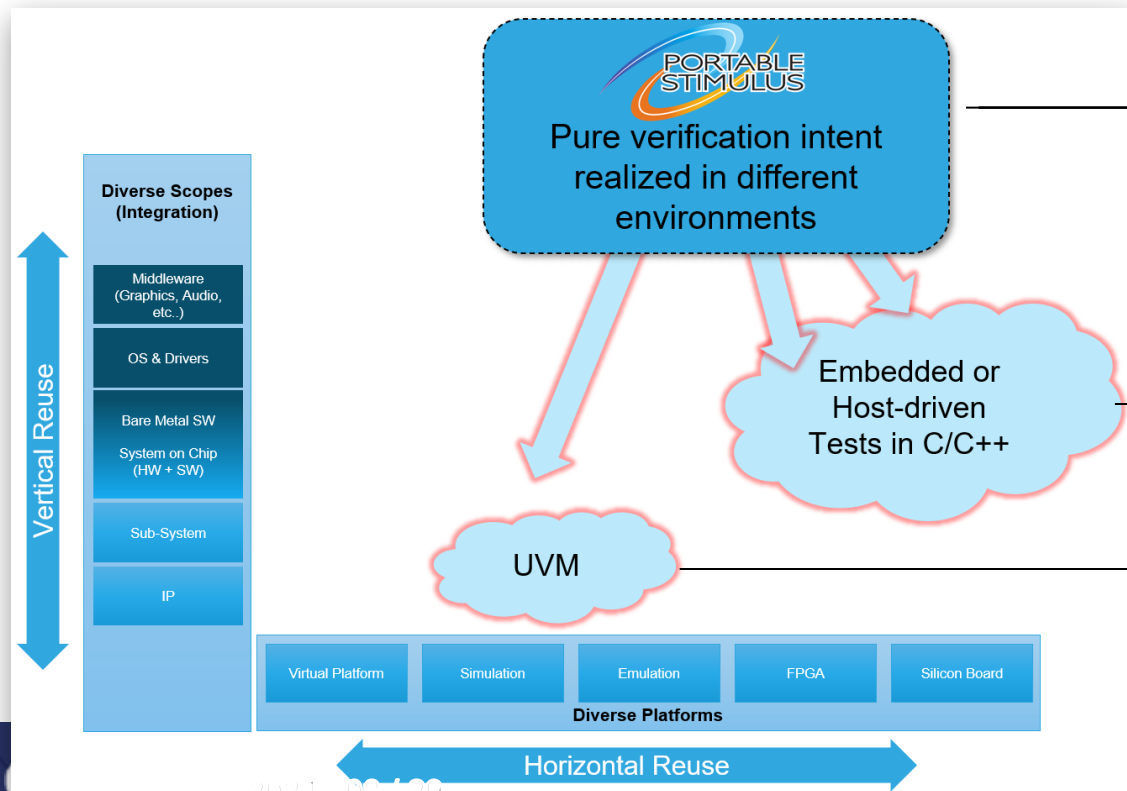 PORTABLE
STIMULUS
Pure verification intent
realized in different
environments
Diverse Scopes
(Integration)
Middleware
(Graphics, Audio,
etc..)
OS & Drivers
Bare Metal SW
System on Chip
(HW + SW)
Sub-System
IP
Vertical Reuse
Embedded or
Host-driven
Tests in C/C++
UVM
Virtual Platform
Simulation
Emulation
FPGA
Silicon Board
Diverse Platforms
Horizontal Reuse